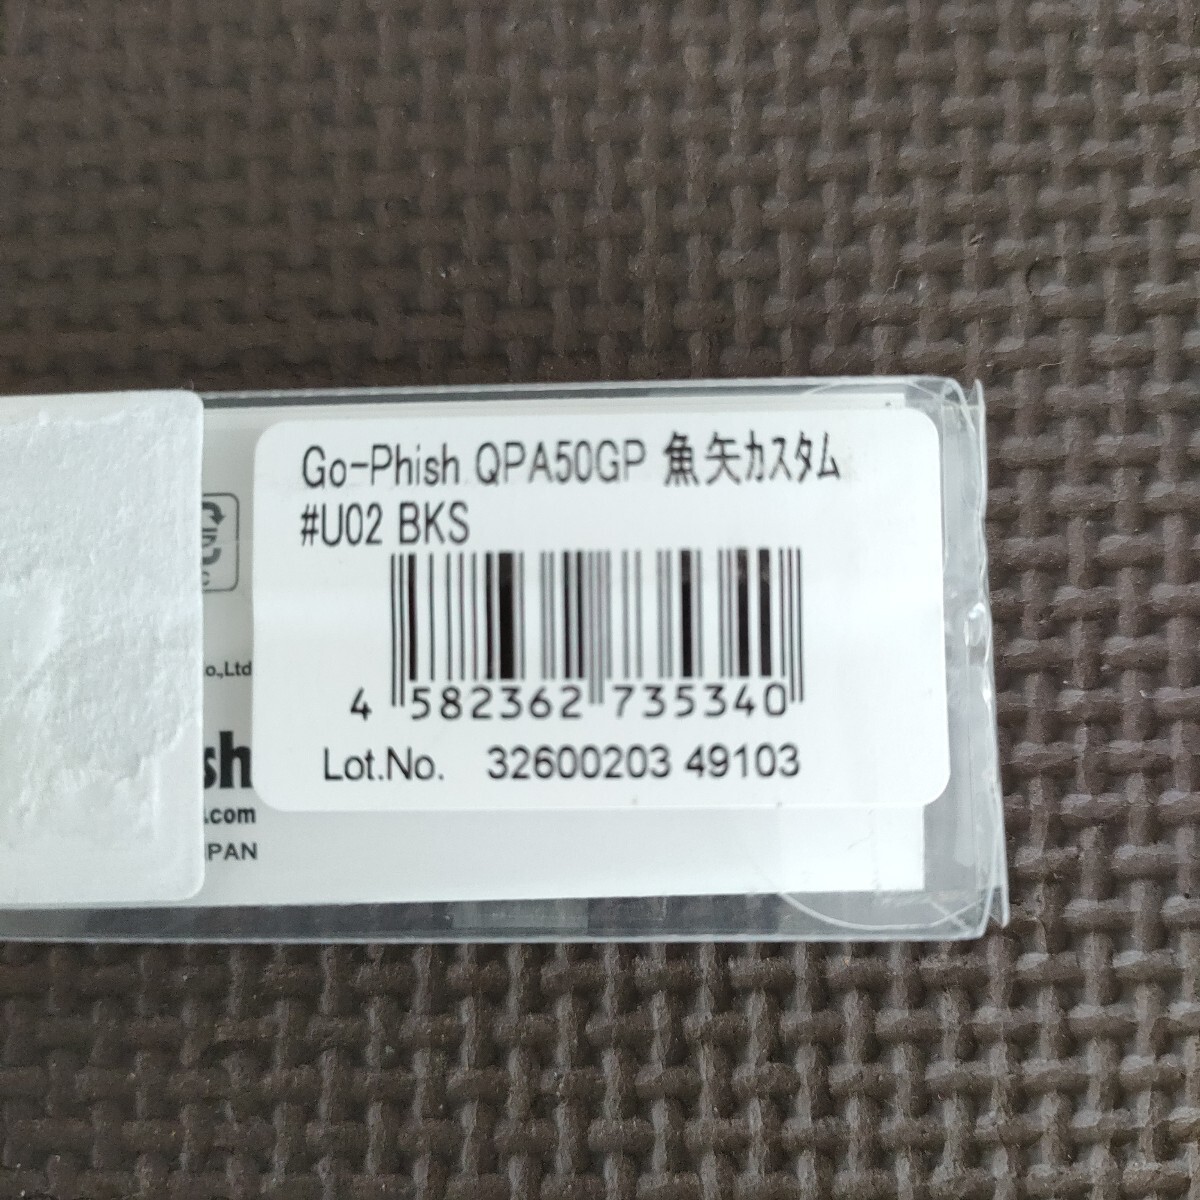 Go-Phish QPA50GP 魚矢ｶｽﾀﾑ
#U02 BKS
4 582362 735340
Lot.No. 32600203 49103
o.,Ltd
sh
.com
PAN